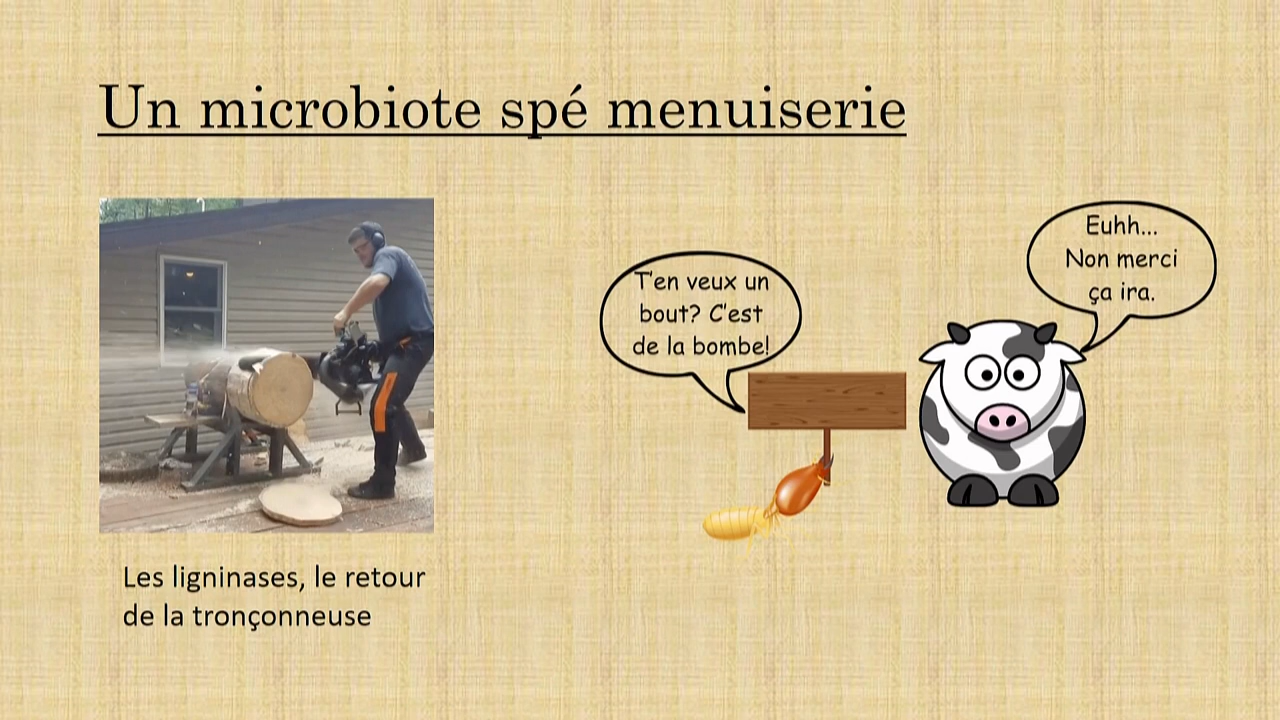 Un microbiote spé menuiserie
T'en veux un
bout? C'est
de la bombe!
Euhh...
Non merci
ça ira.
Les ligninases, le retour
de la tronçonneuse